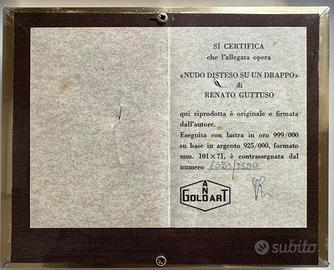 SI CERTIFICA
che l'allegata opera
«NUDO DISTESO SU UN DRAPPO»
di
RENATO GUTTUSO
qui riprodotta è originale e firmata
dall'autore.
Eseguita con lastra in oro 999/000
su base in argento 925/000, formato
mm. 101×71, è contrassegnata dal
numero
ANG
GOLDART
subito